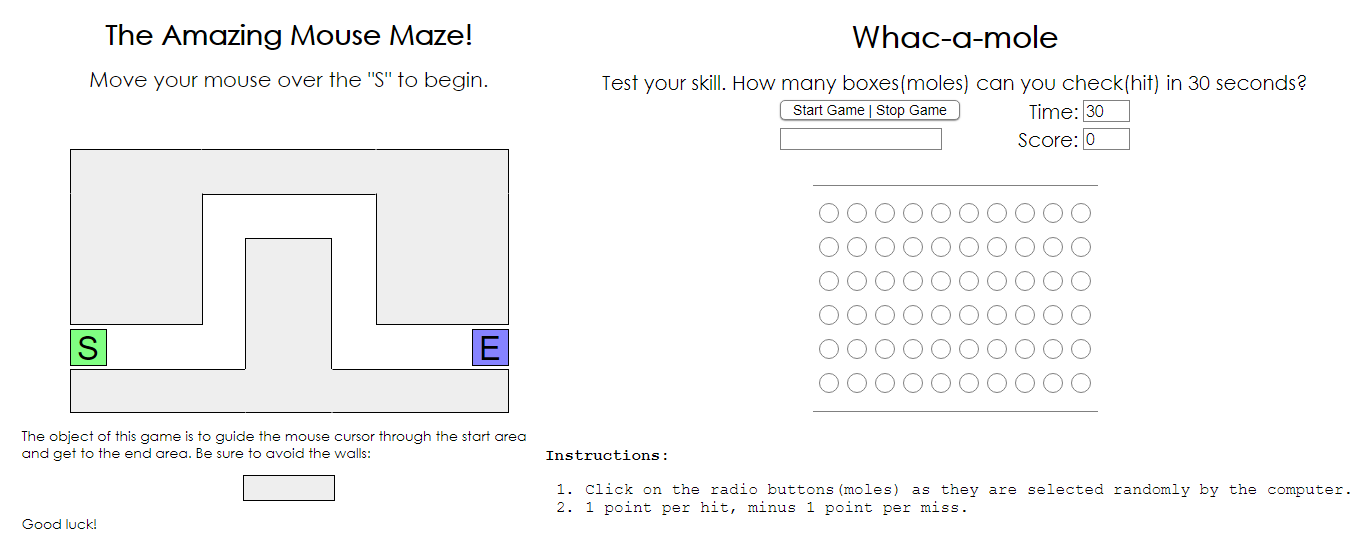 The Amazing Mouse Maze!
Move your mouse over the "S" to begin.
S
E
The object of this game is to guide the mouse cursor through the start area
and get to the end area. Be sure to avoid the walls:
Good luck!
Whac-a-mole
Test your skill. How many boxes(moles) can you check(hit) in 30 seconds?
Start Game | Stop Game
Time: 30
Score: 0
Instructions:
1. Click on the radio buttons(moles) as they are selected randomly by the computer.
2. 1 point per hit, minus 1 point per miss.